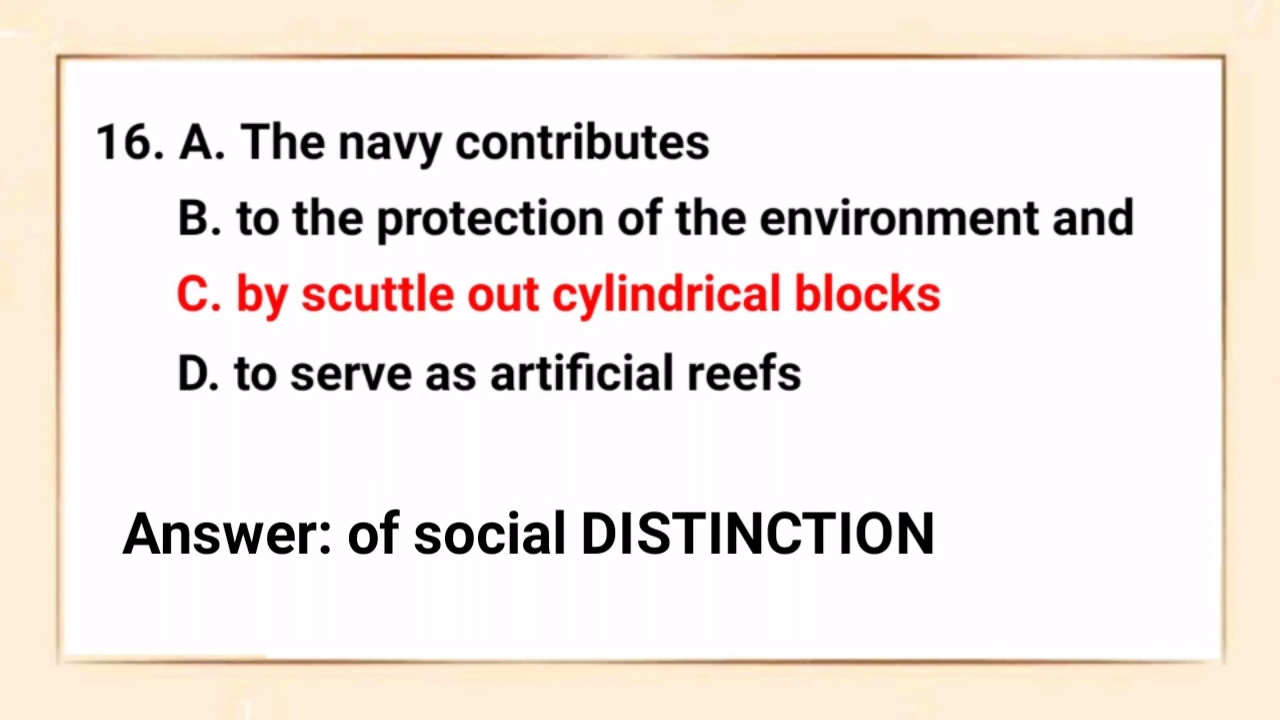 16. A. The navy contributes
B. to the protection of the environment and
C. by scuttle out cylindrical blocks
D. to serve as artificial reefs
Answer: of social DISTINCTION